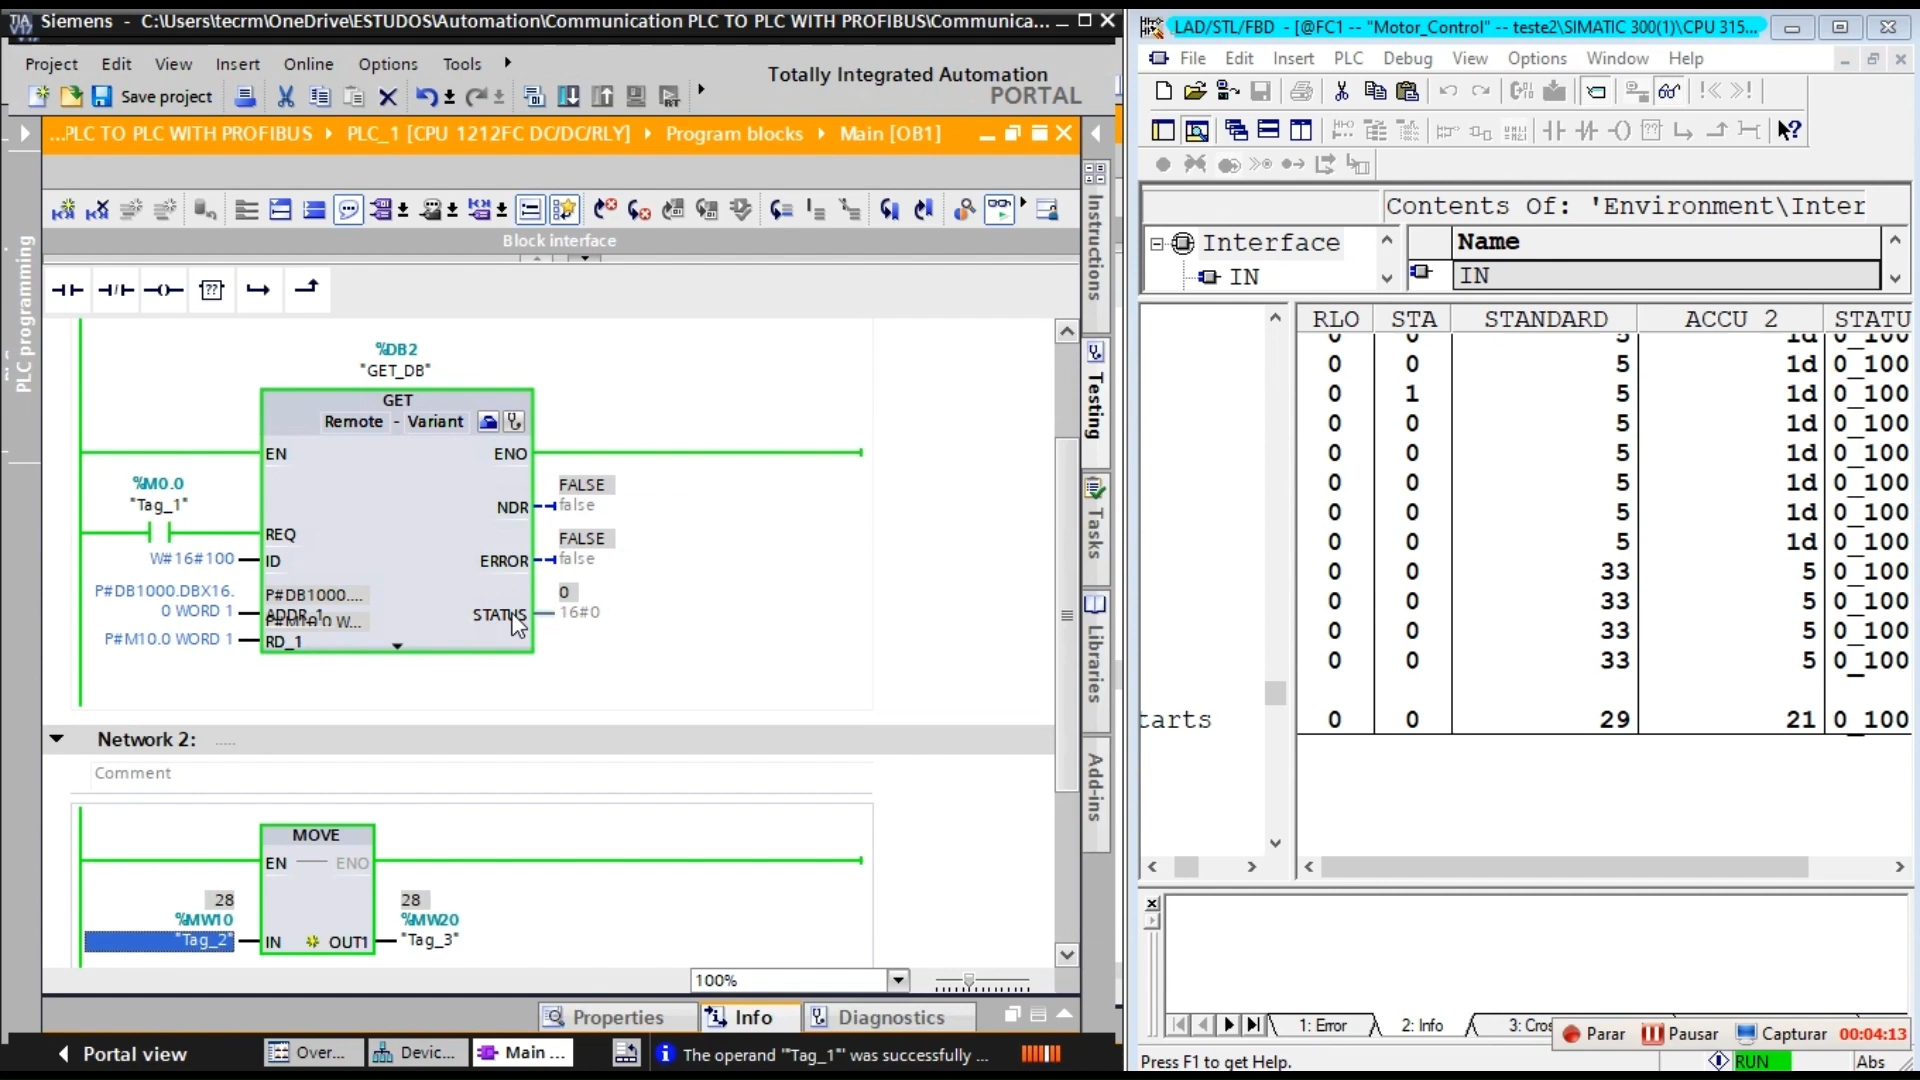 Siemens - C:\Users\tecrm\OneDrive\ESTUDOS\Automation\Communication PLC TO PLC WITH PROFIBUS\Communica...
Project Edit View Insert Online Options Tools
Save project
Totally Integrated Automation
PORTAL
...PLC TO PLC WITH PROFIBUS PLC_1 [CPU 1212FC DC/DC/RLY] Program blocks Main [OB1]
Block interface
PLC programming
%DB2
"GET_DB"
GET
Remote - Variant
EN ENO
%M0.0
"Tag_1"
FALSE
NDR false
REQ
FALSE
W#16#100 ID ERROR false
P#DB1000.DBX16.
0 WORD 1
P#DB1000....
ADDR_1
0
STATUS 16#0
P#M10.0 W...
P#M10.0 WORD 1 RD_1
Network 2: .....
Comment
MOVE
EN ENO
28 28
%MW10 %MW20
"Tag_2" IN OUT1 "Tag_3"
100%
Properties Info Diagnostics
Portal view Over... Devic... Main ... The operand '"Tag_1"' was successfully ...
Instructions
Testing
Tasks
Libraries
Add-ins
LAD/STL/FBD - [@FC1 -- "Motor_Control" -- teste2\SIMATIC 300(1)\CPU 315...
File Edit Insert PLC Debug View Options Window Help
Contents Of: 'Environment\Inter
Interface Name
IN IN
RLO STA STANDARD ACCU 2 STATU
0 0 5 1d
0 0 5 1d 0_100
0 1 5 1d 0_100
0 0 5 1d 0_100
0 0 5 1d 0_100
0 0 5 1d 0_100
0 0 5 1d 0_100
0 0 5 1d 0_100
0 0 33 5 0_100
0 0 33 5 0_100
0 0 33 5 0_100
0 0 33 5 0_100
tarts 0 0 29 21 0_100
1: Error 2: Info 3: Cros
Parar Pausar Capturar 00:04:13
Press F1 to get Help. RUN Abs